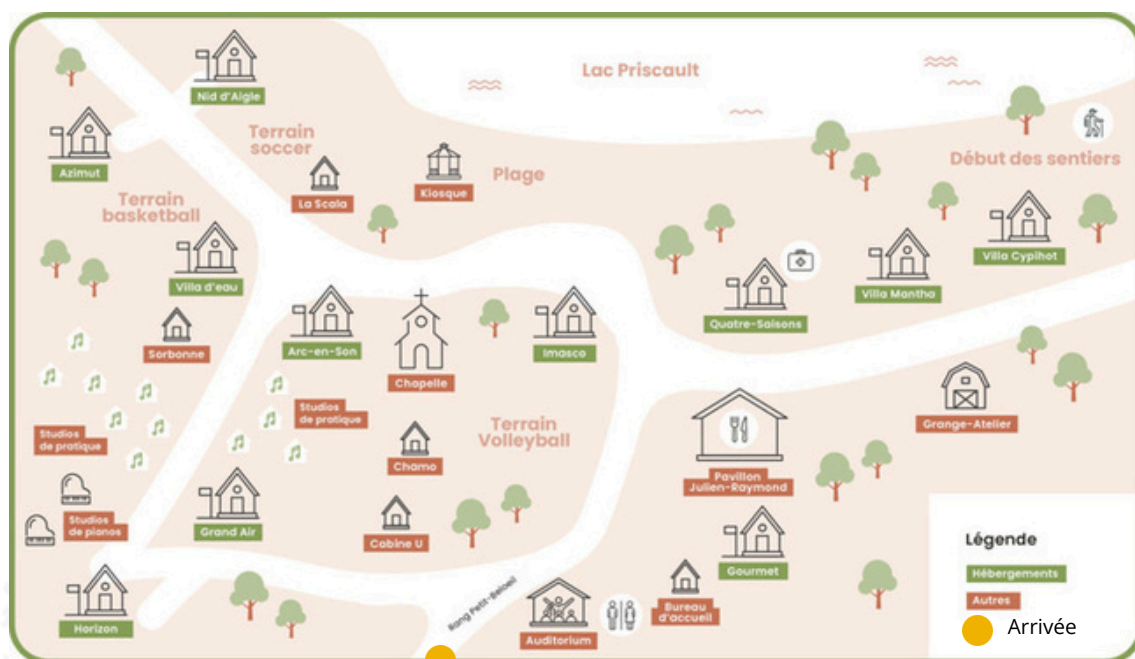 Lac Priscault
Nid d'Aigle
Terrain
soccer
Début des sentiers
Azimut
La Scala
Kiosque
Plage
Terrain
basketball
Villa Cypihot
Villa d'eau
Villa Mantha
Quatre-Saisons
Sorbonne
Arc-en-Son
Imasco
Chapelle
Studios
de pratique
Terrain
Volleyball
Grange-Atelier
Studios
de pratique
Chamo
Pavillon
Julien-Raymond
Studios
de pianos
Grand Air
Cabine U
Gourmet
Légende
Hébergements
Autres
Arrivée
Horizon
Rang Petit-Beloeil
Auditorium
Bureau
d'accueil